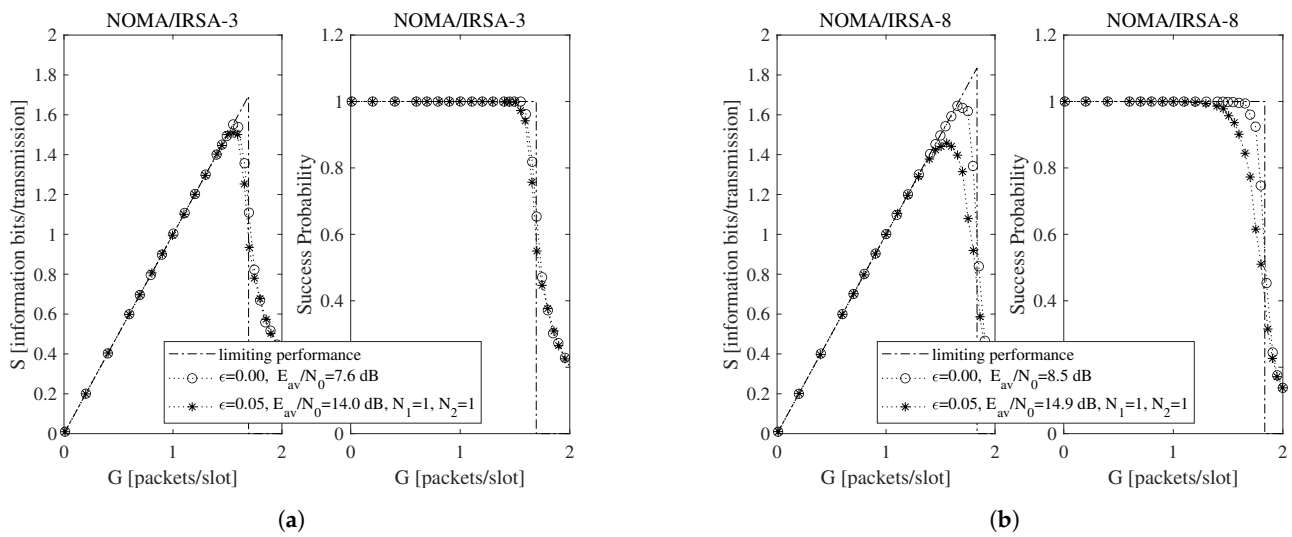 NOMA/IRSA-3
S [information bits/transmission]
2
1.8
1.6
1.4
1.2
1
0.8
0.6
0.4
0.2
0
0
1
2
G [packets/slot]
NOMA/IRSA-3
Success Probability
1.2
1
0.8
0.6
0.4
0
0
1
2
G [packets/slot]
limiting performance
ϵ=0.00, E_av/N_0=7.6 dB
ϵ=0.05, E_av/N_0=14.0 dB, N_1=1, N_2=1
(a)
NOMA/IRSA-8
S [information bits/transmission]
2
1.8
1.6
1.4
1.2
1
0.8
0.6
0.4
0.2
0
0
1
2
G [packets/slot]
NOMA/IRSA-8
Success Probability
1.2
1
0.8
0.6
0.4
0
0
1
2
G [packets/slot]
limiting performance
ϵ=0.00, E_av/N_0=8.5 dB
ϵ=0.05, E_av/N_0=14.9 dB, N_1=1, N_2=1
(b)